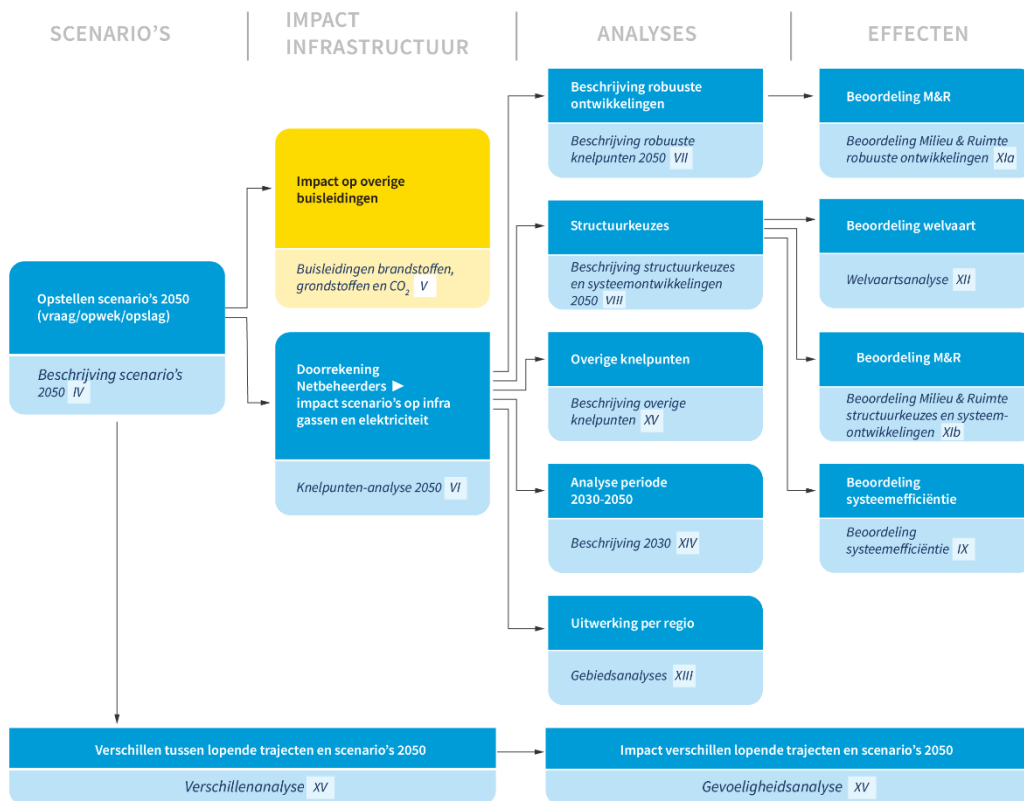 SCENARIO'S
IMPACT
INFRASTRUCTUUR
ANALYSES
EFFECTEN
Opstellen scenario's 2050
(vraag/opwek/opslag)
Beschrijving scenario's
2050 IV
Impact op overige
buisleidingen
Buisleidingen brandstoffen,
grondstoffen en CO₂ V
Doorrekening
Netbeheerders ▶
impact scenario's op infra
gassen en elektriciteit
Knelpunten-analyse 2050 VI
Beschrijving robuuste
ontwikkelingen
Beschrijving robuuste
knelpunten 2050 VII
Structuurkeuzes
Beschrijving structuurkeuzes
en systeemontwikkelingen
2050 VIII
Overige knelpunten
Beschrijving overige
knelpunten XV
Analyse periode
2030-2050
Beschrijving 2030 XIV
Uitwerking per regio
Gebiedsanalyses XIII
Beoordeling M&R
Beoordeling Milieu & Ruimte
robuuste ontwikkelingen XIa
Beoordeling welvaart
Welvaartsanalyse XII
Beoordeling M&R
Beoordeling Milieu & Ruimte
structuurkeuzes en systeem-
ontwikkelingen XIb
Beoordeling
systeemefficiëntie
Beoordeling
systeemefficiëntie IX
Verschillen tussen lopende trajecten en scenario's 2050
Verschillenanalyse XV
Impact verschillen lopende trajecten en scenario's 2050
Gevoeligheidsanalyse XV